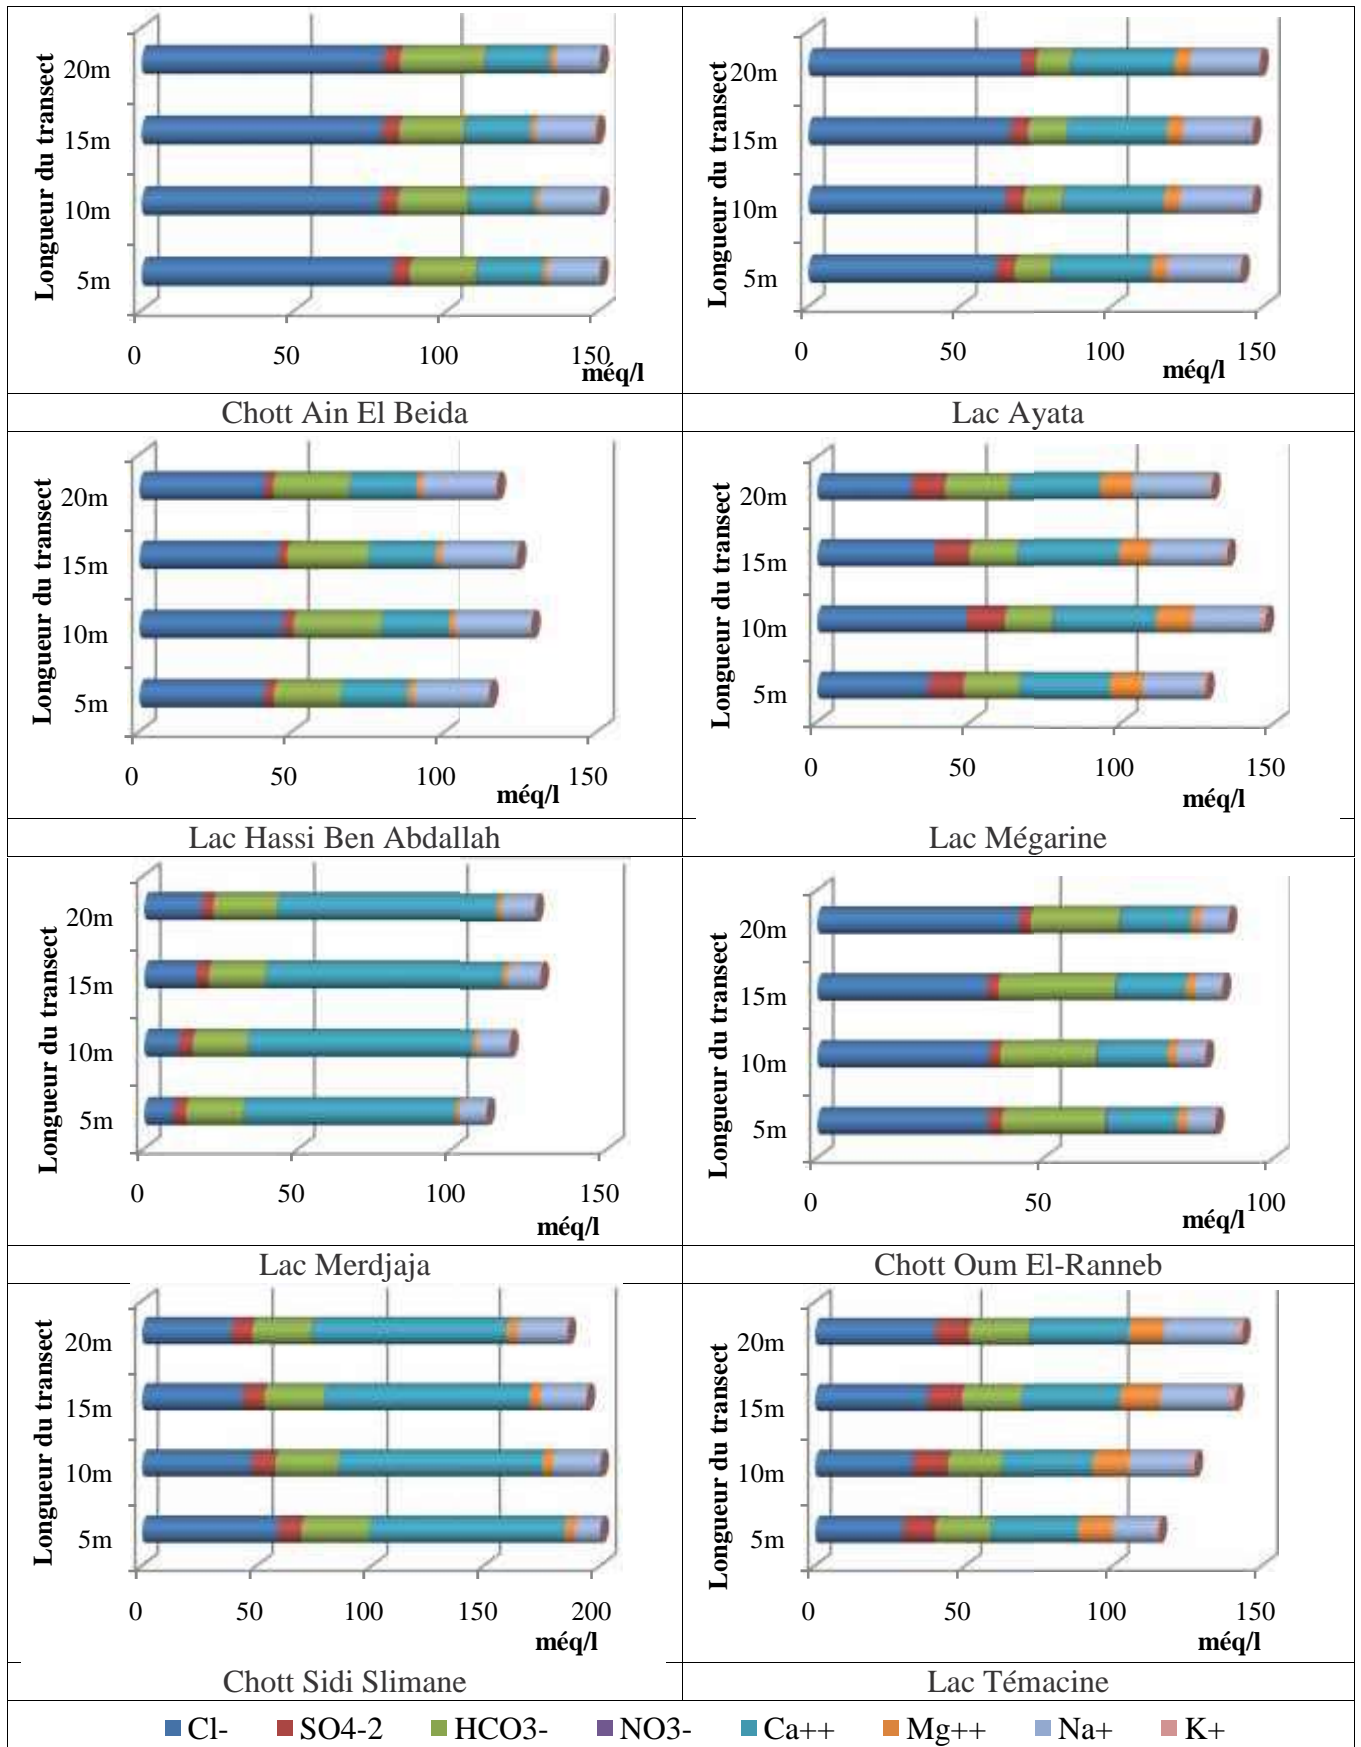 Longueur du transect
20m
15m
10m
5m
0 50 100 150
méq/l
Chott Ain El Beida
Longueur du transect
20m
15m
10m
5m
0 50 100 150
méq/l
Lac Ayata
Longueur du transect
20m
15m
10m
5m
0 50 100 150
méq/l
Lac Hassi Ben Abdallah
Longueur du transect
20m
15m
10m
5m
0 50 100 150
méq/l
Lac Mégarine
Longueur du transect
20m
15m
10m
5m
0 50 100 150
méq/l
Lac Merdjaja
Longueur du transect
20m
15m
10m
5m
0 50 100
méq/l
Chott Oum El-Ranneb
Longueur du transect
20m
15m
10m
5m
0 50 100 150 200
méq/l
Chott Sidi Slimane
Longueur du transect
20m
15m
10m
5m
0 50 100 150
méq/l
Lac Témacine
Cl- SO4-2 HCO3- NO3- Ca++ Mg++ Na+ K+